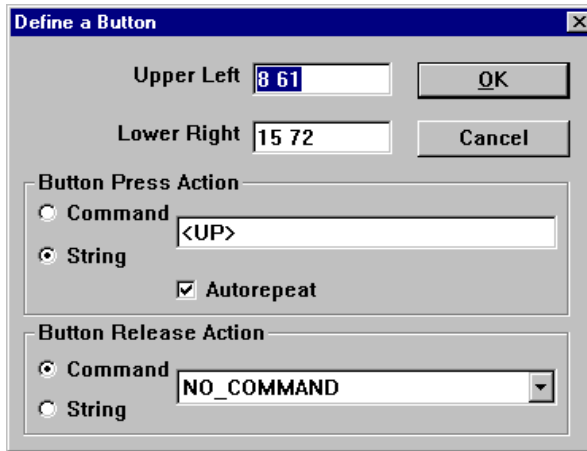 Define a Button
Upper Left 8 61 OK
Lower Right 15 72 Cancel
Button Press Action
Command
<UP>
String
Autorepeat
Button Release Action
Command
NO_COMMAND
String